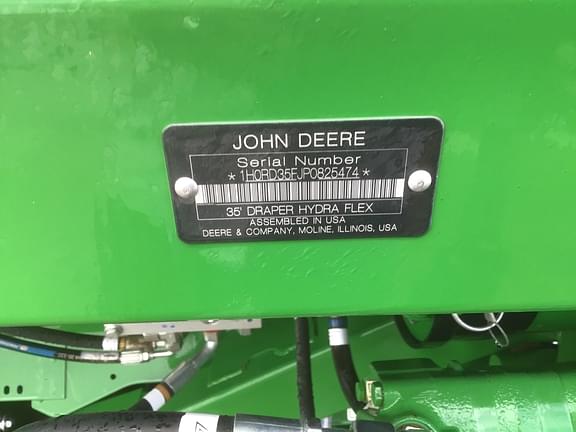 JOHN DEERE
Serial Number
*1H0RD35FJP0825474*
35' DRAPER HYDRA FLEX
ASSEMBLED IN USA
DEERE & COMPANY, MOLINE, ILLINOIS, USA